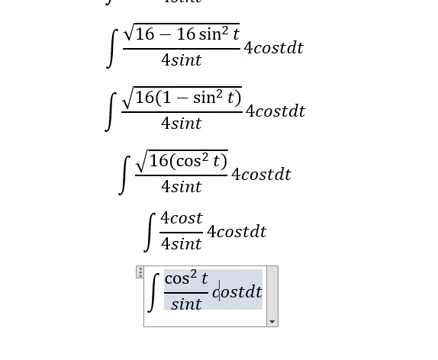 ∫ √(16 − 16 sin² t) / 4sint 4costdt
∫ √(16(1 − sin² t)) / 4sint 4costdt
∫ √(16(cos² t)) / 4sint 4costdt
∫ 4cost / 4sint 4costdt
∫ cos² t / sint costdt